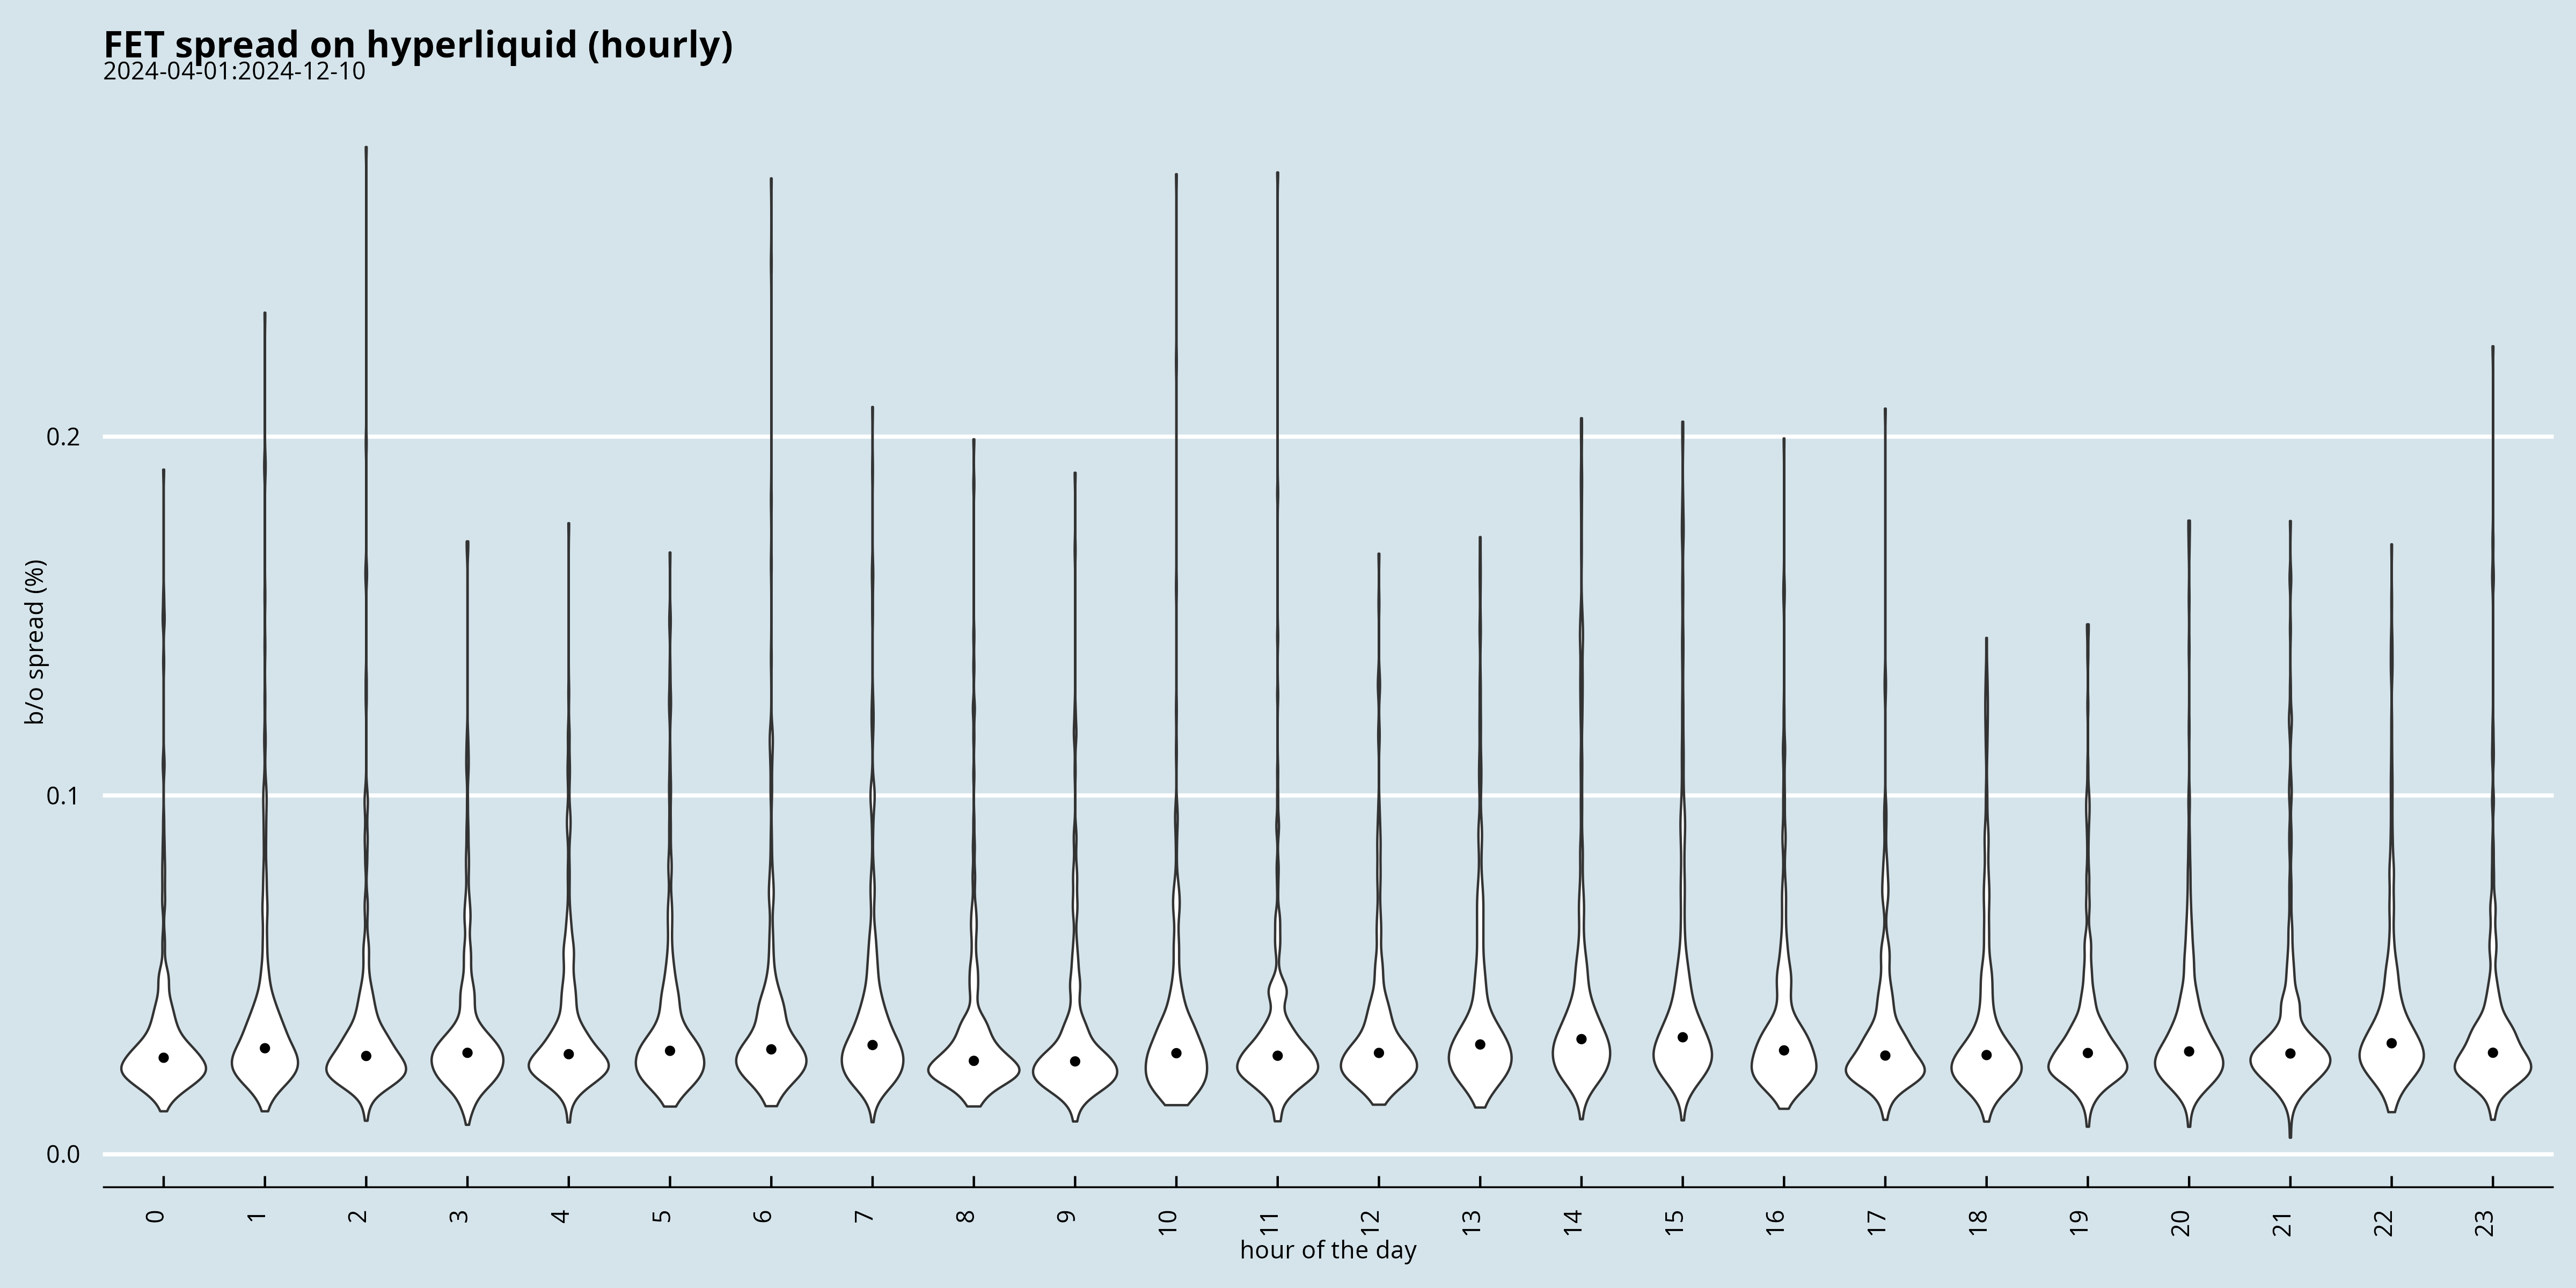 FET spread on hyperliquid (hourly)
2024-04-01:2024-12-10
b/o spread (%)
0.2
0.1
0.0
0 1 2 3 4 5 6 7 8 9 10 11 12 13 14 15 16 17 18 19 20 21 22 23
hour of the day